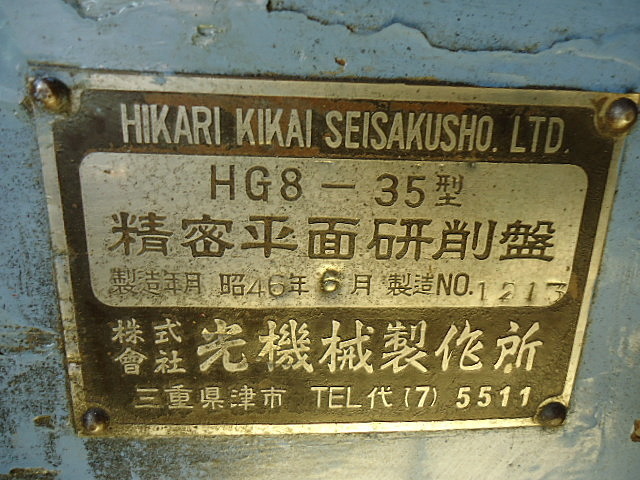 HIKARI KIKAI SEISAKUSHO. LTD.
HG8-35型
精密平面研削盤
製造年月 昭46年6月 製造NO.1213
株式會社 光機械製作所
三重県津市 TEL代(7)5511